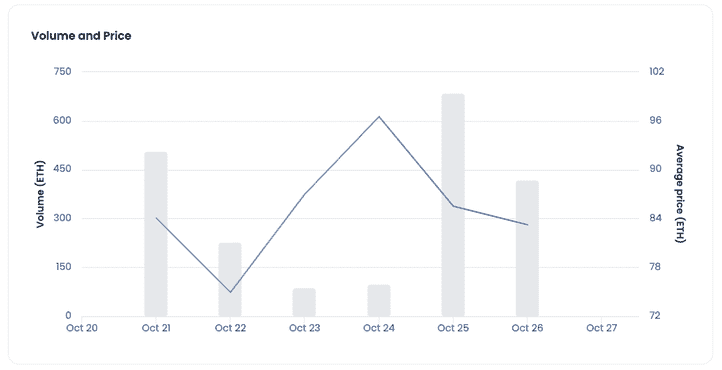 Volume and Price
750
600
450
300
150
0
Volume (ETH)
102
96
90
84
78
72
Average price (ETH)
Oct 20
Oct 21
Oct 22
Oct 23
Oct 24
Oct 25
Oct 26
Oct 27